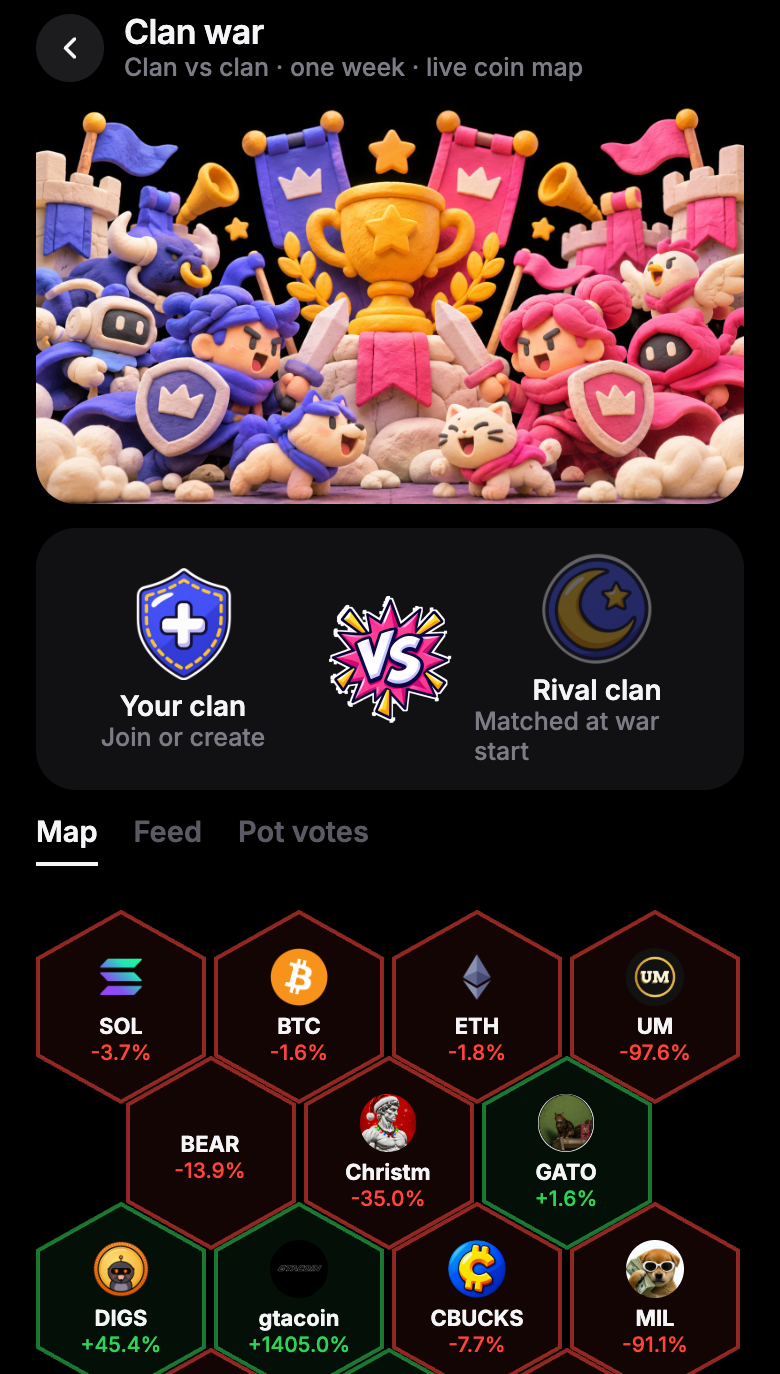 Clan war
Clan vs clan · one week · live coin map
VS
Your clan
Join or create
Rival clan
Matched at war
start
Map Feed Pot votes
UM
SOL BTC ETH UM
-3.7% -1.6% -1.8% -97.6%
BEAR
-13.9%
Christm GATO
-35.0% +1.6%
GTACOIN
DIGS gtacoin CBUCKS MIL
+45.4% +1405.0% -7.7% -91.1%